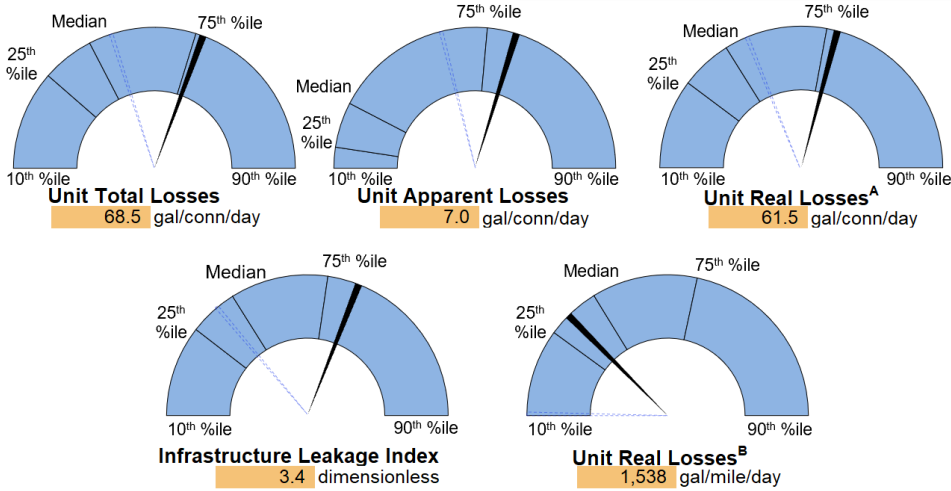 Median
75th %ile
25th
%ile
10th %ile
90th %ile
Unit Total Losses
68.5 gal/conn/day
75th %ile
Median
25th
%ile
10th %ile
90th %ile
Unit Apparent Losses
7.0 gal/conn/day
75th %ile
Median
25th
%ile
10th %ile
90th %ile
Unit Real LossesA
61.5 gal/conn/day
Median
75th %ile
25th
%ile
10th %ile
90th %ile
Infrastructure Leakage Index
3.4 dimensionless
Median
75th %ile
25th
%ile
10th %ile
90th %ile
Unit Real LossesB
1,538 gal/mile/day